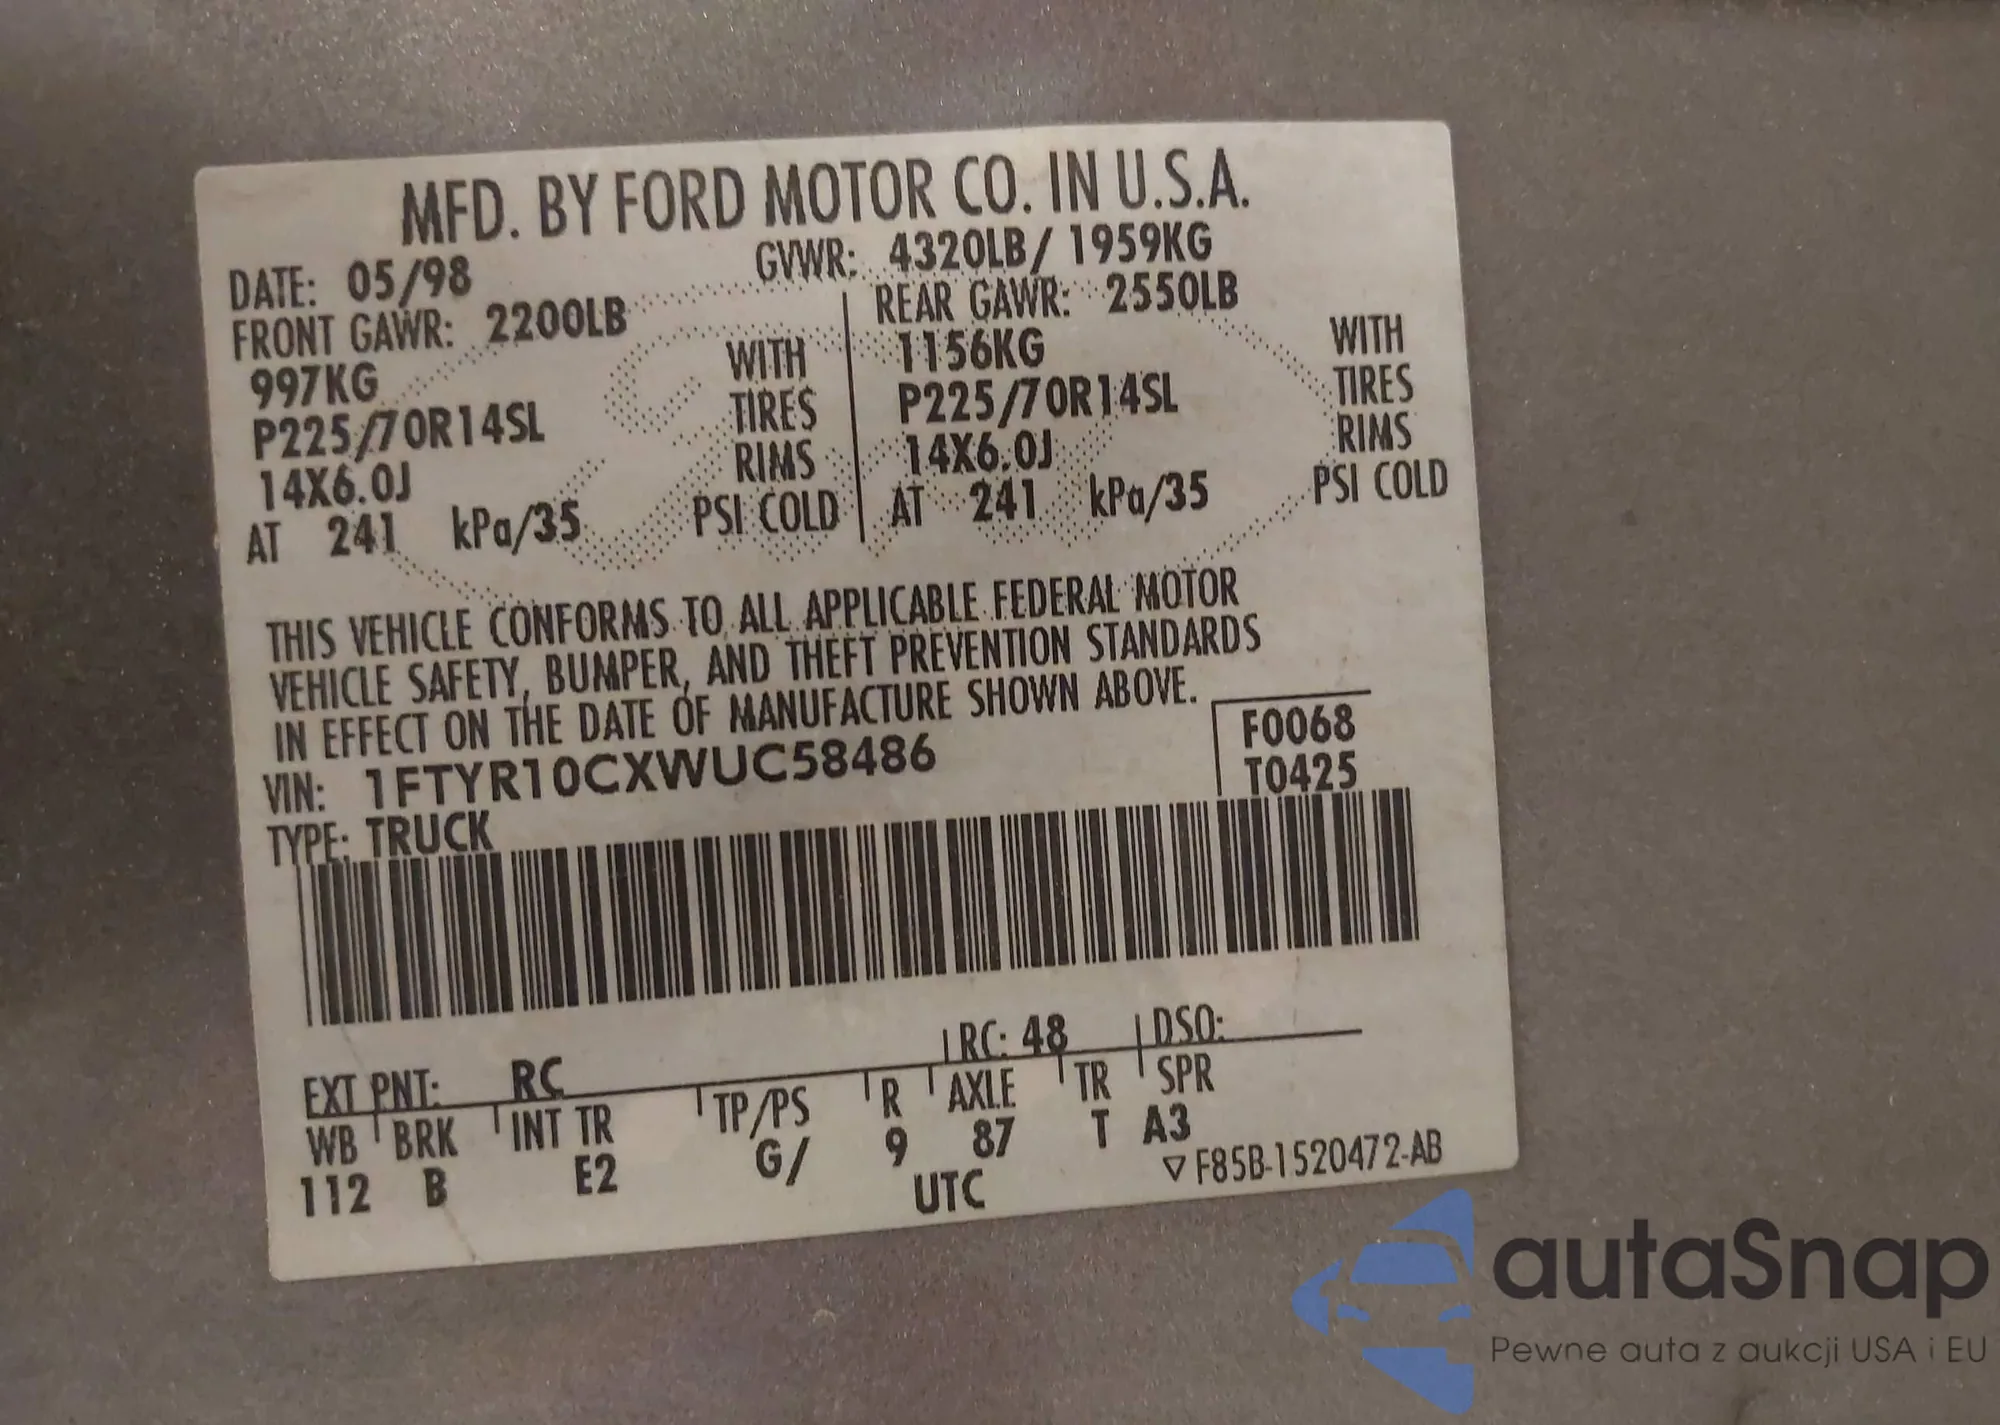 MFD. BY FORD MOTOR CO. IN U.S.A.
DATE: 05/98 GVWR: 4320LB/ 1959KG
FRONT GAWR: 2200LB REAR GAWR: 2550LB
997KG WITH 1156KG WITH
P225/70R14SL TIRES P225/70R14SL TIRES
14X6.0J RIMS 14X6.0J RIMS
AT 241 kPa/35 PSI COLD AT 241 kPa/35 PSI COLD
THIS VEHICLE CONFORMS TO ALL APPLICABLE FEDERAL MOTOR
VEHICLE SAFETY, BUMPER, AND THEFT PREVENTION STANDARDS
IN EFFECT ON THE DATE OF MANUFACTURE SHOWN ABOVE.
F0068
VIN: 1FTYR10CXWUC58486 T0425
TYPE: TRUCK
EXT PNT: RC RC: 48 DSO:
WB BRK INT TR TP/PS R AXLE TR SPR
112 B E2 G/ 9 87 T A3
UTC ▽F85B-1520472-AB
autaSnap
Pewne auta z aukcji USA i EU